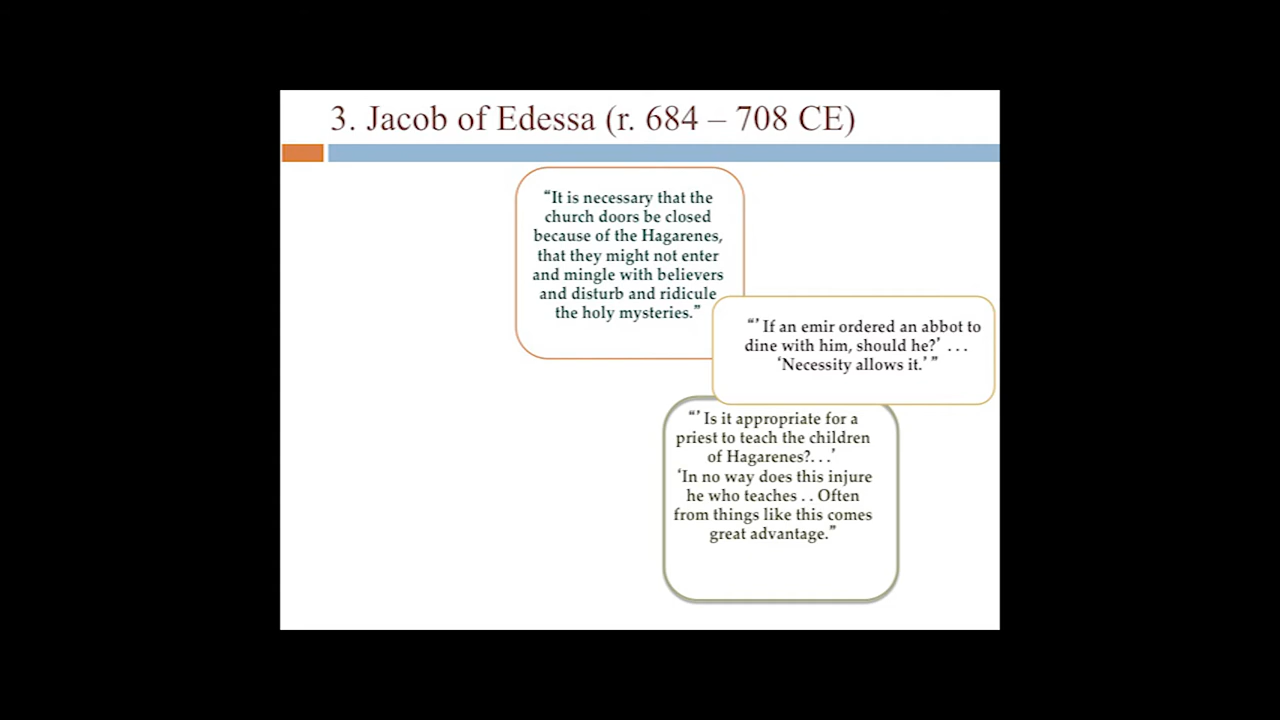 3. Jacob of Edessa (r. 684 – 708 CE)
“It is necessary that the
church doors be closed
because of the Hagarenes,
that they might not enter
and mingle with believers
and disturb and ridicule
the holy mysteries.”
“’ If an emir ordered an abbot to
dine with him, should he?’ . . .
‘Necessity allows it.’ ”
“’ Is it appropriate for a
priest to teach the children
of Hagarenes?. . .’
‘In no way does this injure
he who teaches . . Often
from things like this comes
great advantage.”